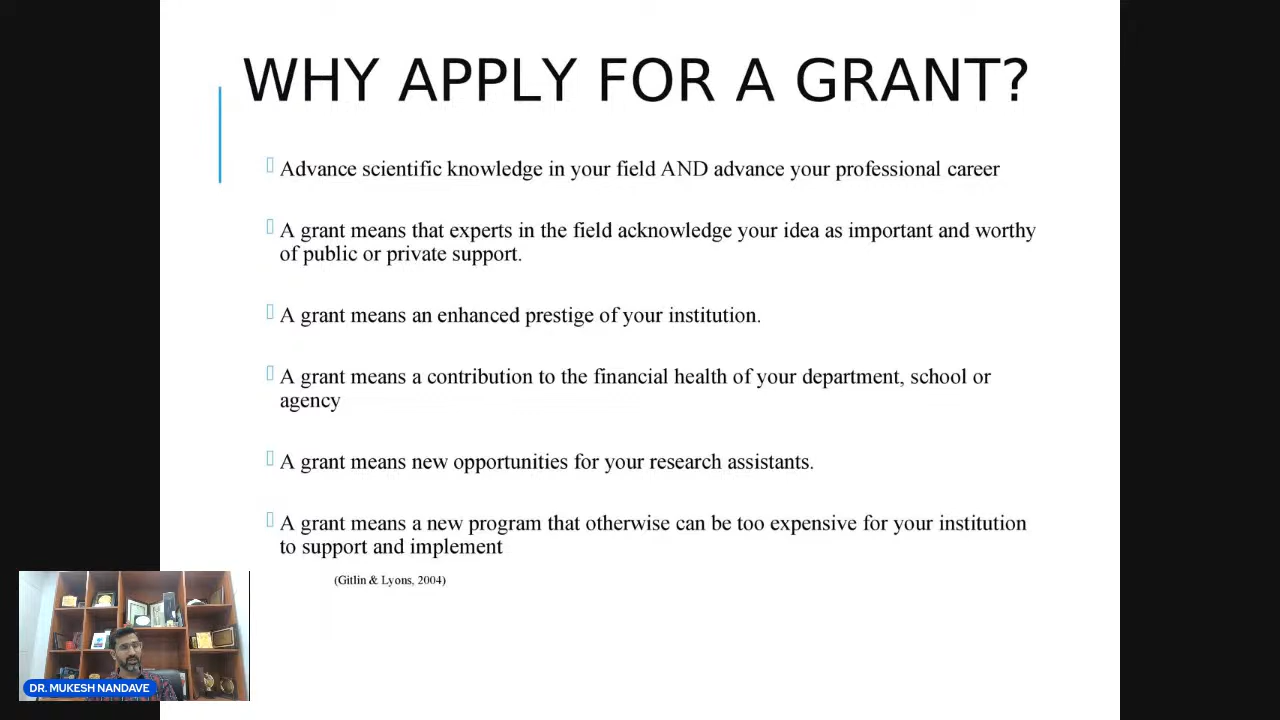 WHY APPLY FOR A GRANT?
Advance scientific knowledge in your field AND advance your professional career
A grant means that experts in the field acknowledge your idea as important and worthy
of public or private support.
A grant means an enhanced prestige of your institution.
A grant means a contribution to the financial health of your department, school or
agency
A grant means new opportunities for your research assistants.
A grant means a new program that otherwise can be too expensive for your institution
to support and implement
(Gitlin & Lyons, 2004)
DR. MUKESH NANDAVE